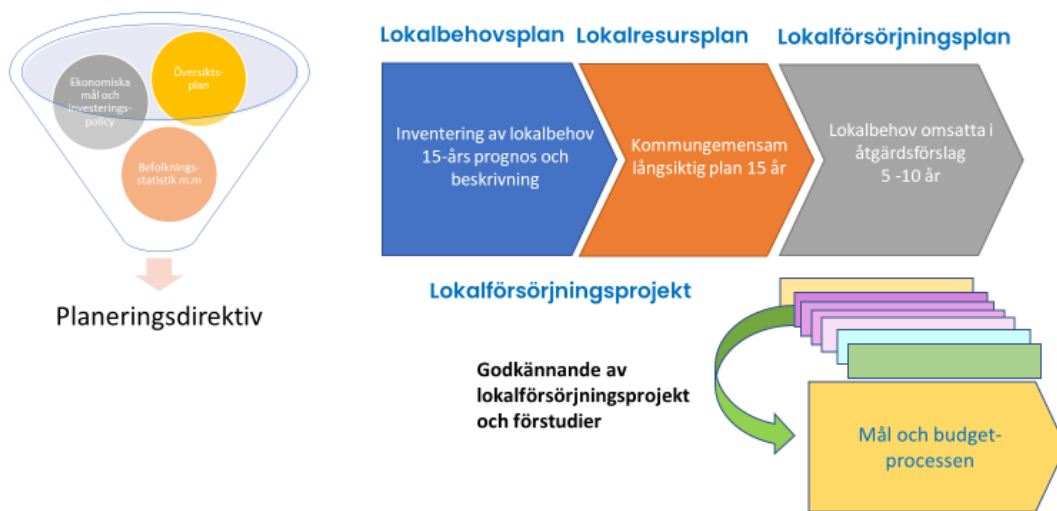 Ekonomiska
mål och
investerings-
policy
Översikts-
plan
Befolknings-
statistik m.m
Planeringsdirektiv
Lokalbehovsplan
Lokalresursplan
Lokalförsörjningsplan
Inventering av lokalbehov
15-års prognos och
beskrivning
Kommungemensam
långsiktig plan 15 år
Lokalbehov omsatta i
åtgärdsförslag
5 -10 år
Lokalförsörjningsprojekt
Godkännande av
lokalförsörjningsprojekt
och förstudier
Mål och budget-
processen